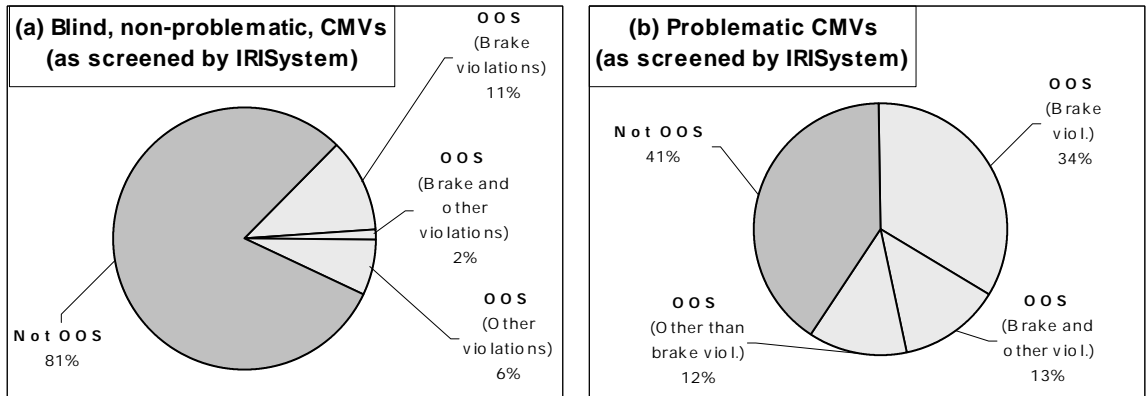 (a) Blind, non-problematic, CMVs
(as screened by IRISystem)
OOS
(Brake
violations)
11%
OOS
(Brake and
other
violations)
2%
OOS
(Other
violations)
6%
Not OOS
81%
(b) Problematic CMVs
(as screened by IRISystem)
OOS
(Brake
viol.)
34%
Not OOS
41%
OOS
(Other than
brake viol.)
12%
OOS
(Brake and
other viol.)
13%